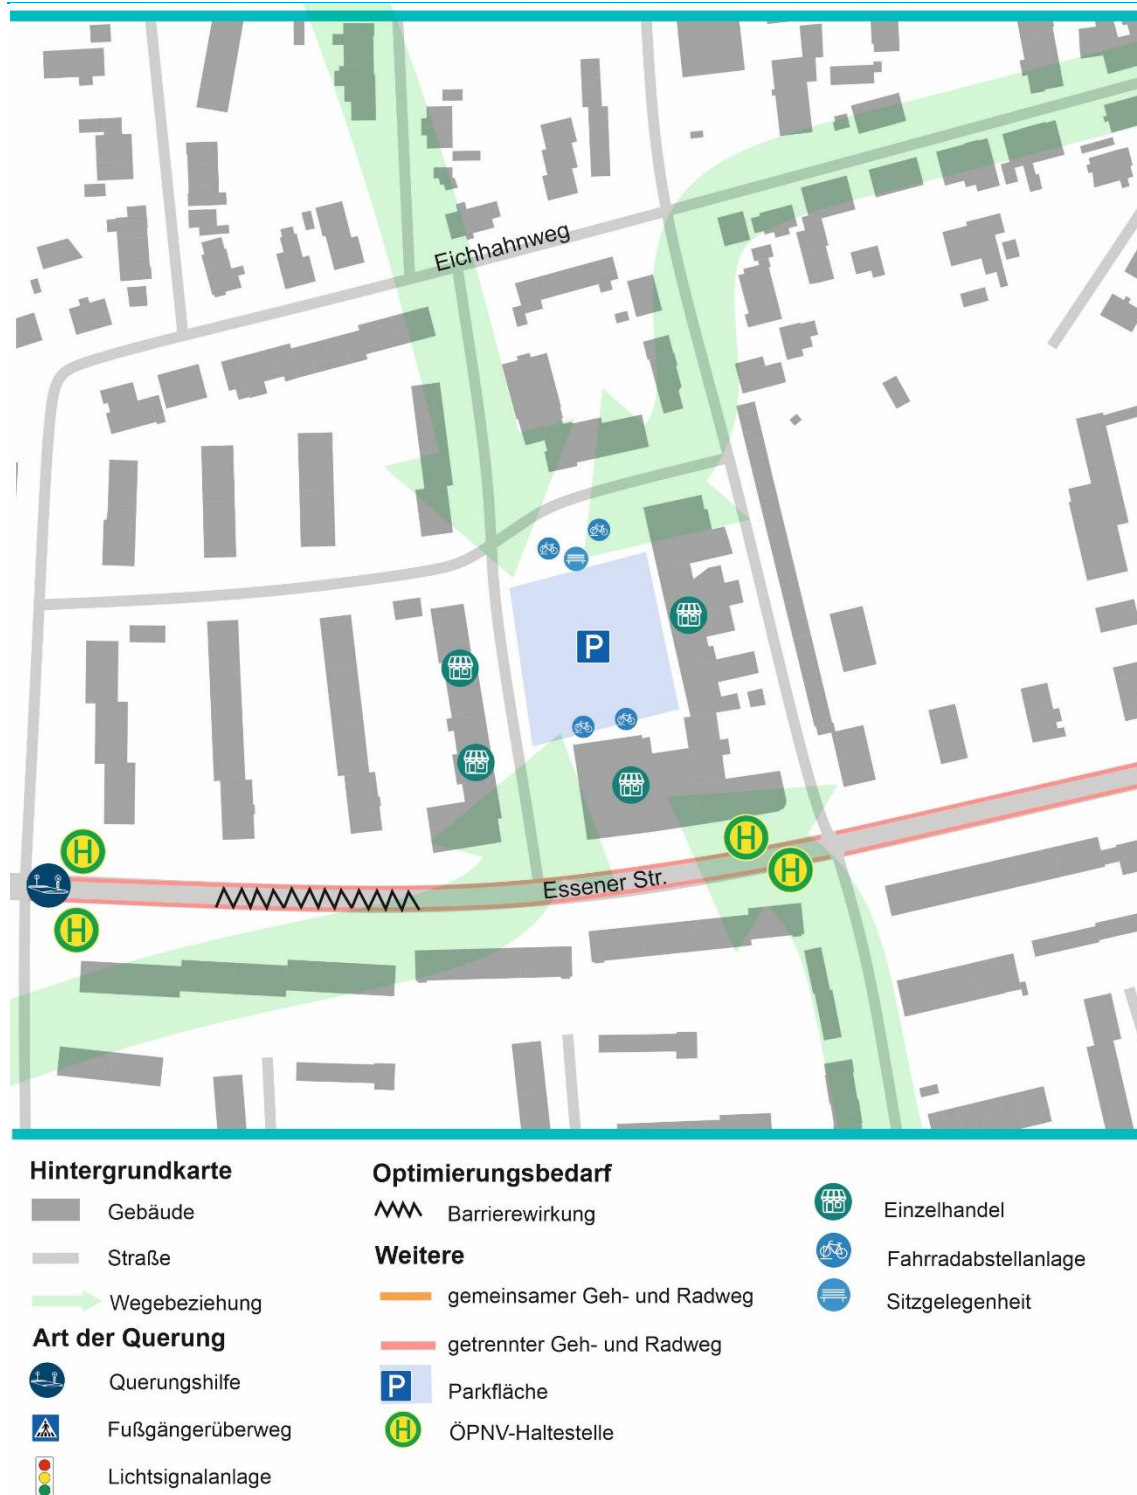 Eichhahnweg
P
H
H
H
Essener Str.
H
Hintergrundkarte
Gebäude
Straße
Wegebeziehung
Art der Querung
Querungshilfe
Fußgängerüberweg
Lichtsignalanlage
Optimierungsbedarf
Barrierewirkung
Weitere
gemeinsamer Geh- und Radweg
getrennter Geh- und Radweg
P Parkfläche
H ÖPNV-Haltestelle
Einzelhandel
Fahrradabstellanlage
Sitzgelegenheit